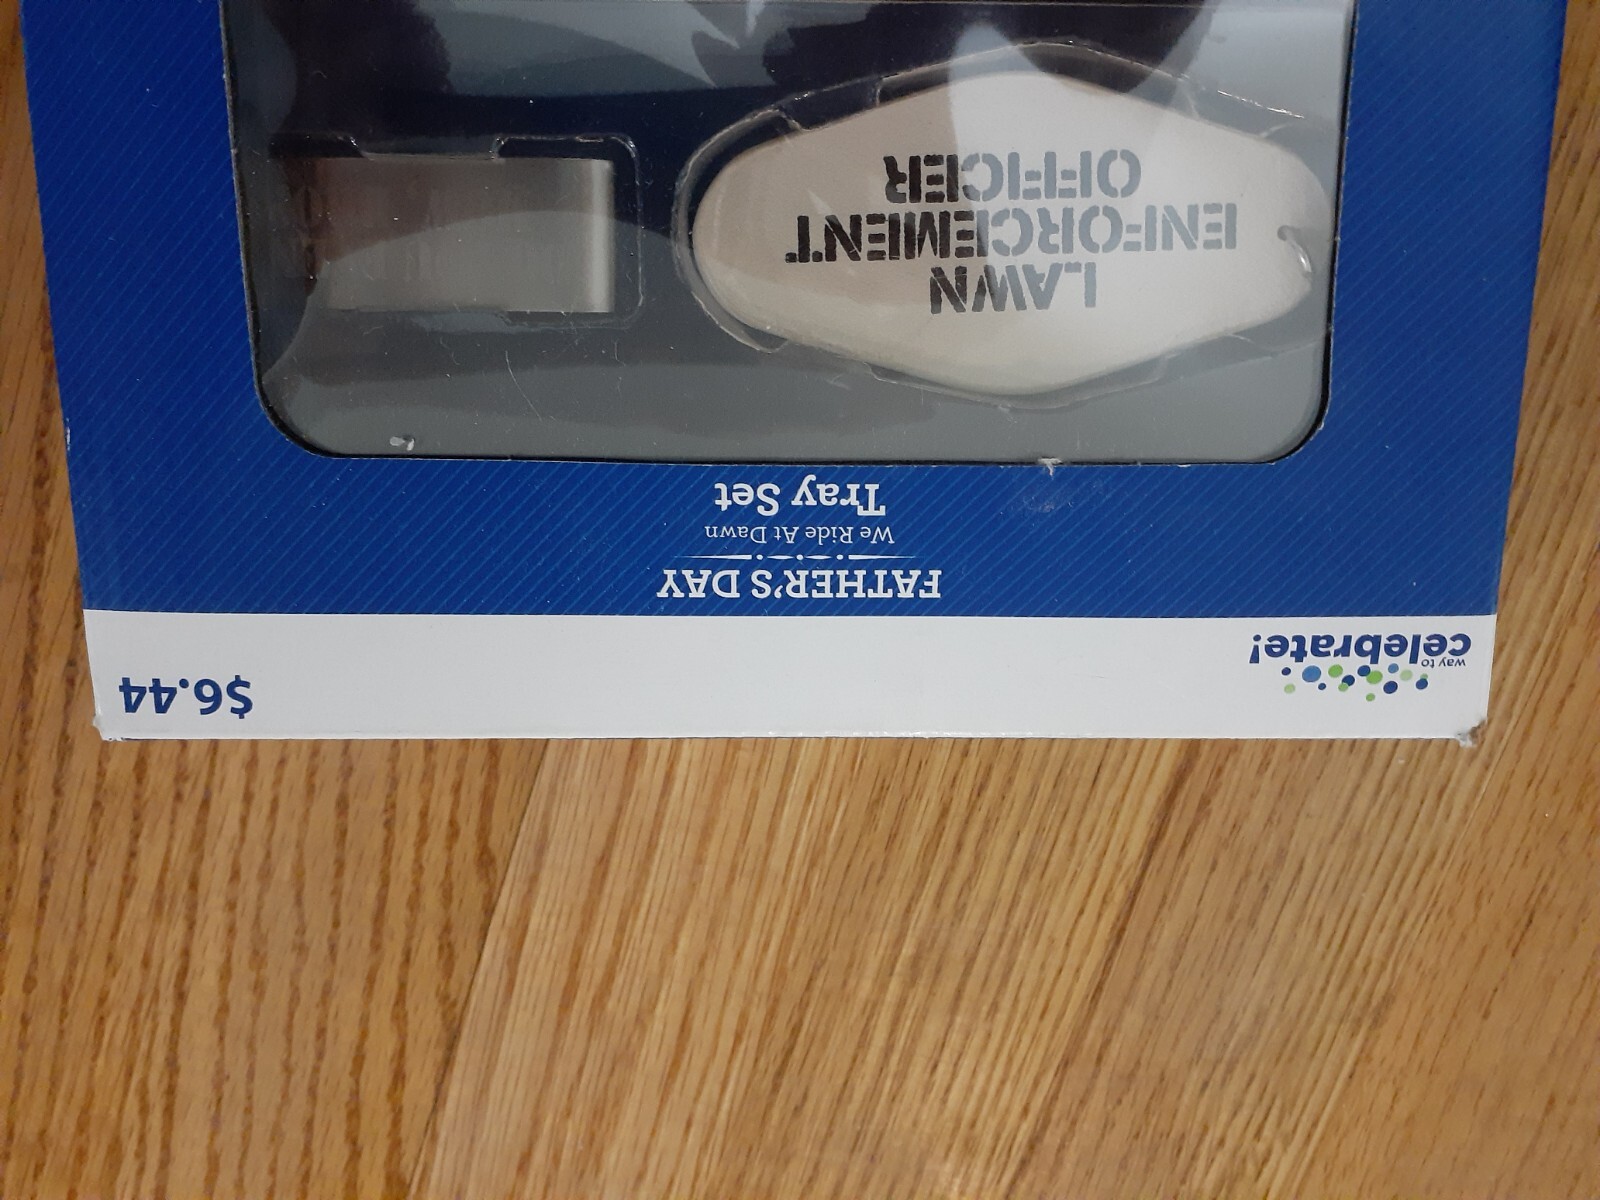 way to
celebrate!
$6.44
FATHER'S DAY
We Ride At Dawn
Tray Set
LAWN
ENFORCEMENT
OFFICER